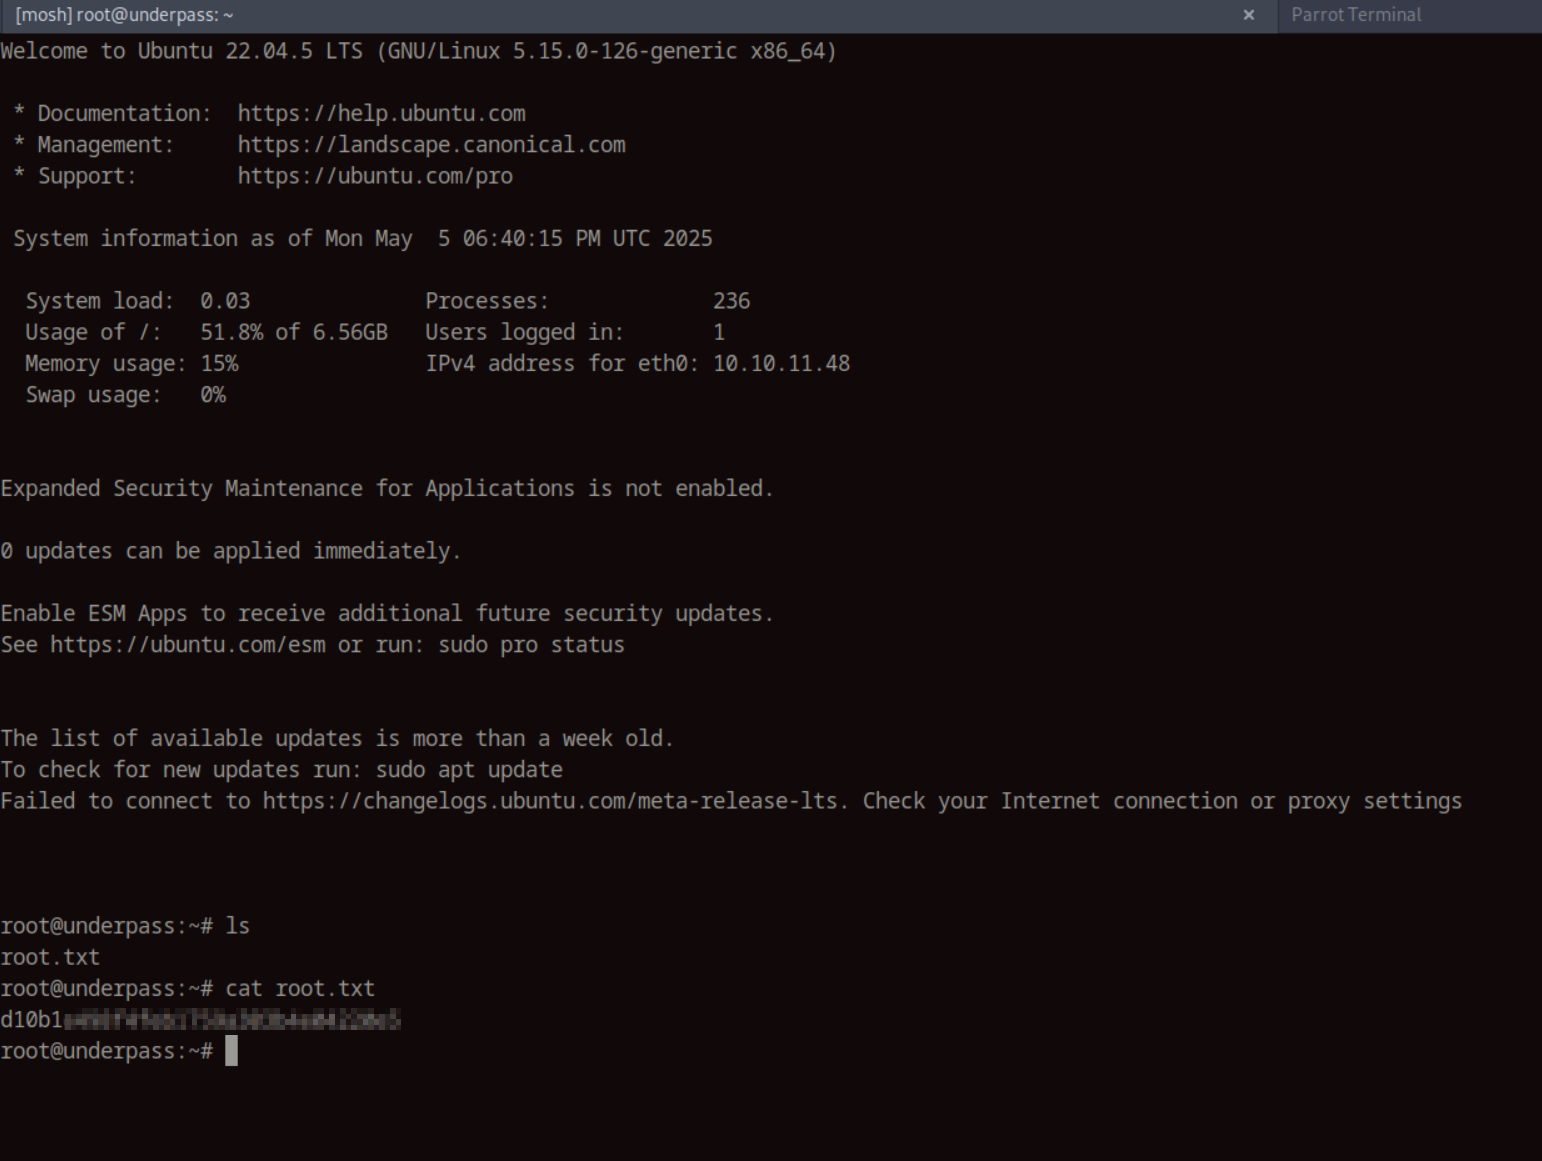 [mosh] root@underpass: ~
×
Parrot Terminal
Welcome to Ubuntu 22.04.5 LTS (GNU/Linux 5.15.0-126-generic x86_64)
* Documentation:  https://help.ubuntu.com
* Management:     https://landscape.canonical.com
* Support:        https://ubuntu.com/pro
System information as of Mon May  5 06:40:15 PM UTC 2025
System load:  0.03              Processes:             236
Usage of /:   51.8% of 6.56GB   Users logged in:       1
Memory usage: 15%               IPv4 address for eth0: 10.10.11.48
Swap usage:   0%
Expanded Security Maintenance for Applications is not enabled.
0 updates can be applied immediately.
Enable ESM Apps to receive additional future security updates.
See https://ubuntu.com/esm or run: sudo pro status
The list of available updates is more than a week old.
To check for new updates run: sudo apt update
Failed to connect to https://changelogs.ubuntu.com/meta-release-lts. Check your Internet connection or proxy settings
root@underpass:~# ls
root.txt
root@underpass:~# cat root.txt
d10b1
root@underpass:~#